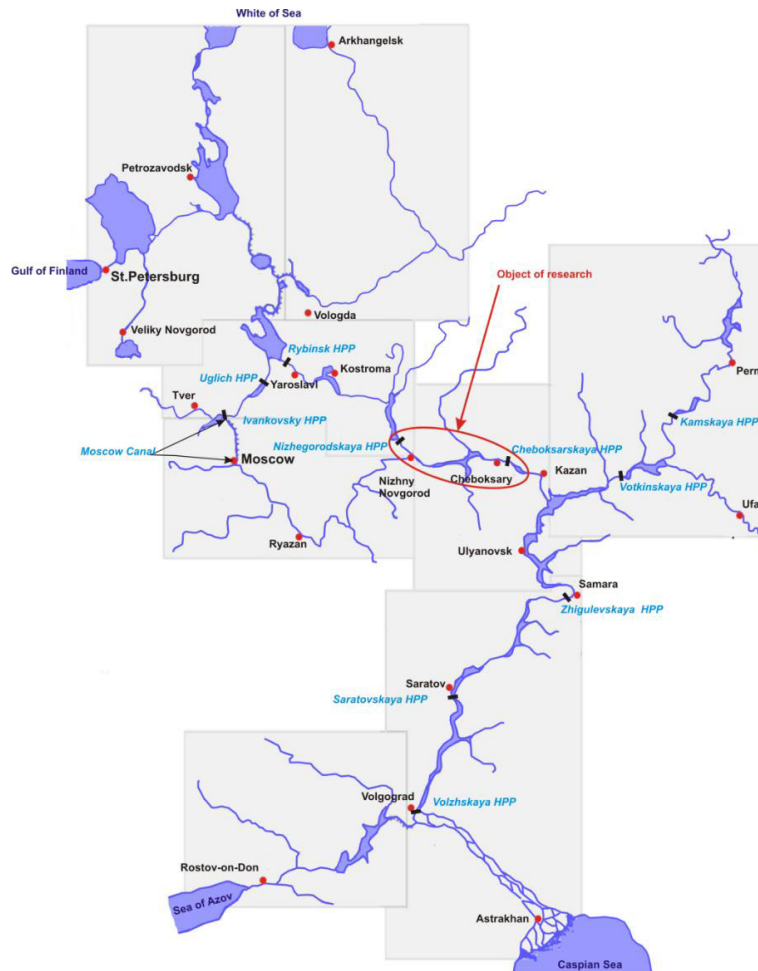 White of Sea
Arkhangelsk
Petrozavodsk
Gulf of Finland
St.Petersburg
Object of research
Vologda
Veliky Novgorod
Rybinsk HPP
Kostroma
Uglich HPP
Yaroslavl
Perm
Tver
Ivankovsky HPP
Kamskaya HPP
Moscow Canal
Moscow
Nizhegorodskaya HPP
Cheboksarskaya HPP
Nizhny
Novgorod
Cheboksary
Kazan
Votkinskaya HPP
Ufa
Ryazan
Ulyanovsk
Samara
Zhigulevskaya HPP
Saratov
Saratovskaya HPP
Volgograd
Volzhskaya HPP
Rostov-on-Don
Sea of Azov
Astrakhan
Caspian Sea